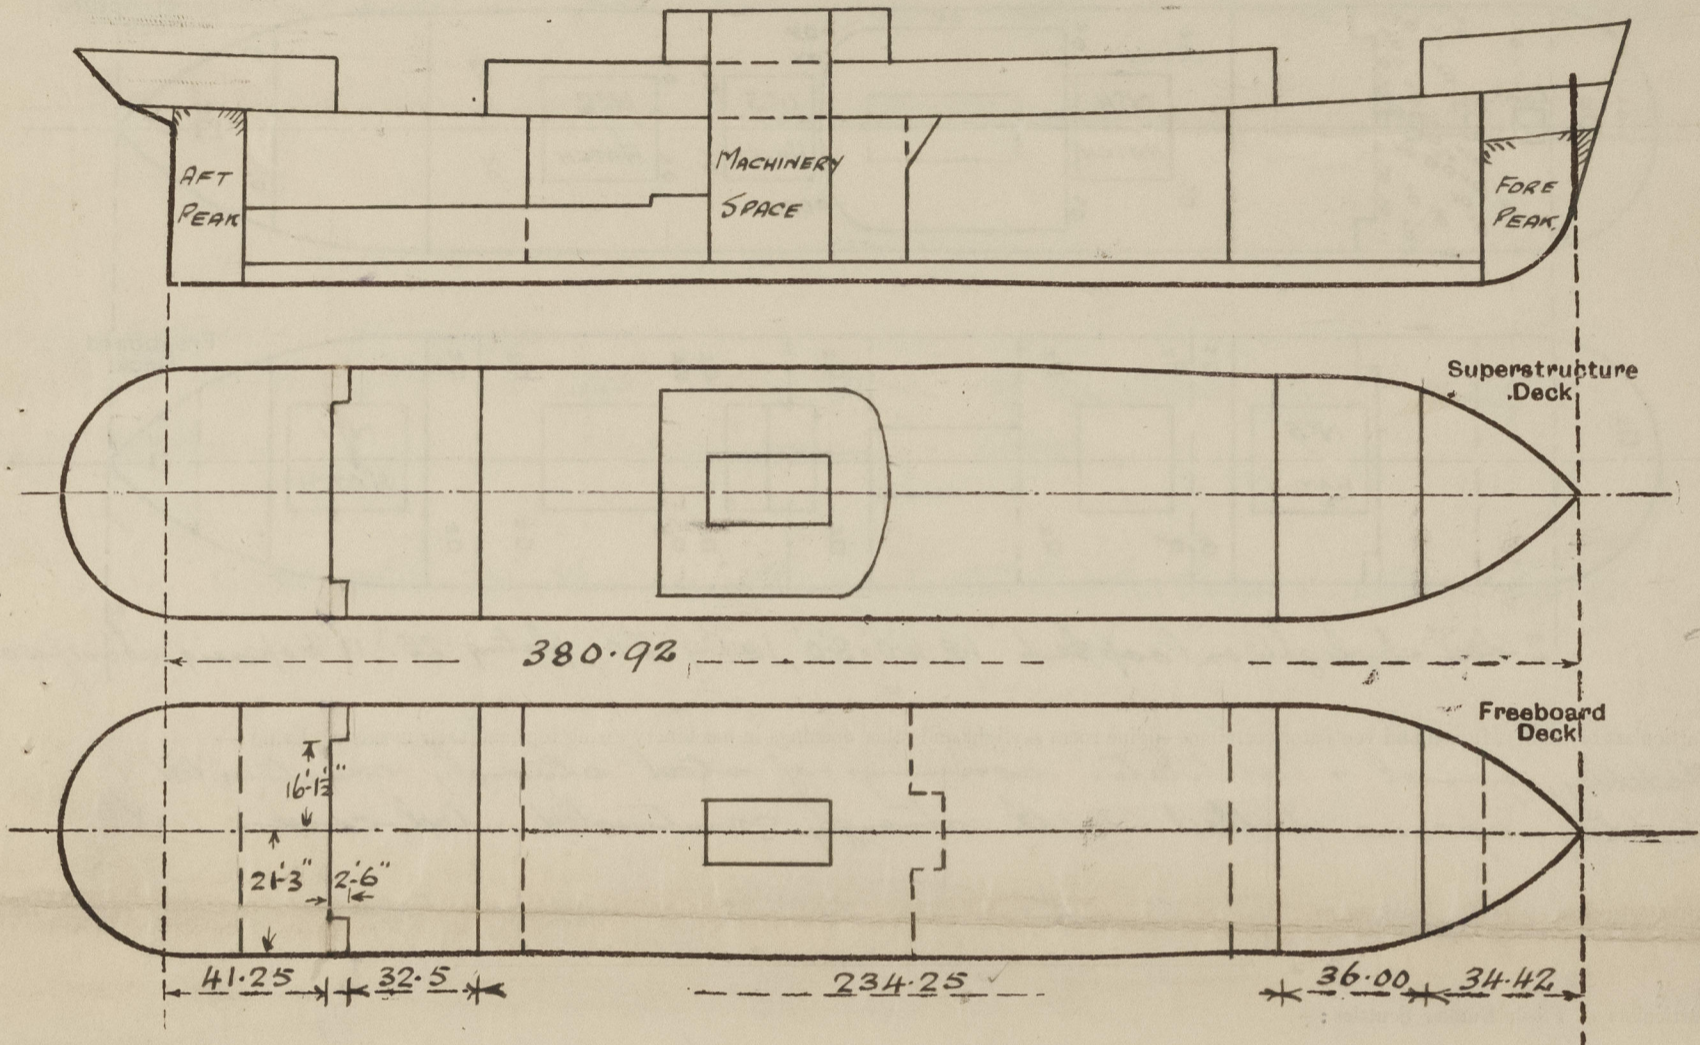 AFT
PEAK
MACHINERY
SPACE
FORE
PEAK
Superstructure
Deck
380.92
Freeboard
Deck
16'-1½"
21'-3"
2'-6"
41.25
32.5
234.25
36.00
34.42